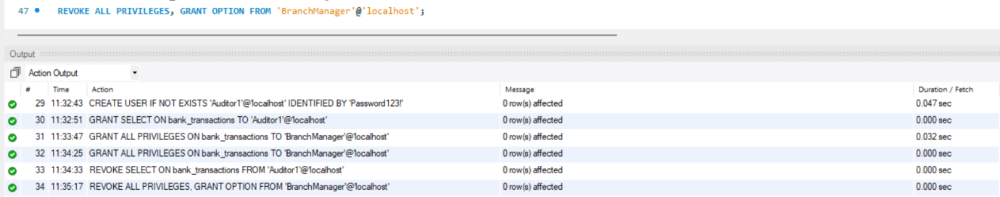 47 REVOKE ALL PRIVILEGES, GRANT OPTION FROM 'BranchManager'@'localhost';
Output
Action Output
# Time Action Message Duration / Fetch
29 11:32:43 CREATE USER IF NOT EXISTS 'Auditor1'@'localhost' IDENTIFIED BY 'Password123!' 0 row(s) affected 0.047 sec
30 11:32:51 GRANT SELECT ON bank_transactions TO 'Auditor1'@'localhost' 0 row(s) affected 0.000 sec
31 11:33:47 GRANT ALL PRIVILEGES ON bank_transactions TO 'BranchManager'@'localhost' 0 row(s) affected 0.032 sec
32 11:34:25 GRANT ALL PRIVILEGES ON bank_transactions TO 'BranchManager'@'localhost' 0 row(s) affected 0.000 sec
33 11:34:33 REVOKE SELECT ON bank_transactions FROM 'Auditor1'@'localhost' 0 row(s) affected 0.000 sec
34 11:35:17 REVOKE ALL PRIVILEGES, GRANT OPTION FROM 'BranchManager'@'localhost' 0 row(s) affected 0.000 sec